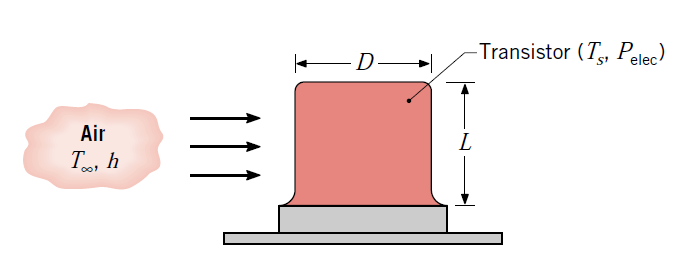 D
Transistor (Tₛ, Pₑₗₑc)
Air
T∞, h
L